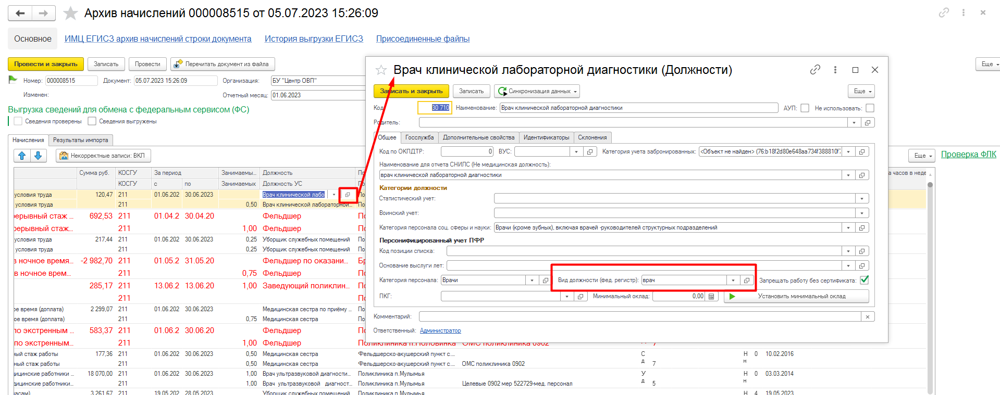 Архив начислений 000008515 от 05.07.2023 15:26:09
Основное ИМЦ ЕГИСЗ архив начислений строки документа История выгрузки ЕГИСЗ Присоединенные файлы
Провести и закрыть Записать Провести Перечитать документ из файла
Еще
Номер: 000008515 Документ: 05.07.2023 15:26:09 Организация: БУ "Центр ОВП"
Изменен: Отчетный месяц: 01.06.2023
Выгрузка сведений для обмена с федеральным сервисом (ФС)
Сведения проверены Сведения выгружены
Начисления Результаты импорта
Некорректные записи: ВКЛ
Еще Проверка ФЛК
Сумма руб. КОСГУ За период Занимаемы... Должность
а часов в неде
КОСГУ с по Занимаемых Должность УС
условия труда 120,47 211 01.06.202 30.06.2023 Врач клинической лабо
условия труда 211 0,50 Врач клинической лабораторной...
ерывный стаж ... 692,53 211 01.04.2 30.04.20 Фельдшер
ерывный стаж... 211 1,00 Фельдшер
условия труда 217,44 211 01.06.202 30.06.2023 0,25 Уборщик служебных помещений
условия труда 211 0,25 Уборщик служебных помещений
в ночное время... -2 982,70 211 01.05.2 31.05.20 Фельдшер по оказани...
в ночное врем... 211 0,75 Фельдшер
285,17 211 13.06.2 30.06.20 1,00 Заведующий поликлин...
211
ое время (доплата) 2 299,07 211 01.06.202 30.06.2023 Медицинская сестра по приёму ...
ое время (доплата) 211 0,75 Медицинская сестра
по экстренным ... 583,37 211 01.06.2 30.06.20 Фельдшер
по экстренным... 211 1,00 Фельдшер Поликлиника п.Половинка ОМС поликлиника 0902 7
ный стаж работы 177,36 211 01.06.202 30.06.2023 0,50 Медицинская сестра Фельдшерско-акушерский пункт с.... С Н 0 10.02.2016
ный стаж работы 211 0,50 Медицинская сестра Фельдшерско-акушерский пункт с.... ОМС поликлиника 0902 д 7 н
дицинские работники ... 18 070,00 211 01.06.202 30.06.2023 1,00 Врач ультразвуковой диагности... Поликлиника п.Мулымья У Н 0 03.03.2014
дицинские работники... 211 1,00 Врач ультразвуковой диагност... Поликлиника п.Мулымья Целевые 0902 мер 522729-мед. персонал д 5 н
асам) 3 261,67 211 19.05.202 28.05.2023 Уборщик служебных помещений Поликлиника п.Мулымья Н 4 19.05.2023
Врач клинической лабораторной диагностики (Должности)
Записать и закрыть Записать Синхронизация данных Еще
Код 30 710 Наименование: Врач клинической лабораторной диагностики АУП: Не использовать:
Родитель:
Общее Госслужба Дополнительные свойства Идентификаторы Склонения
Код по ОКПДТР: 0 ВУС: Категория учета забронированных: <Объект не найден> (76:b18f2d80e648aa734f388810f7
Наименование для отчета СНИЛС (Не медицинская должность):
врач клинической лабораторной диагностики
Категории должности
Статистический учет:
Воинский учет:
Категория персонала соц. сферы и науки: Врачи (кроме зубных), включая врачей -руководителей структурных подразделений
Персонифицированный учет ПФР
Код позиции списка:
Основание выслуги лет:
Категория персонала: Врачи Вид должности (фед. регистр): врач Запрещать работу без сертификата:
ПКГ: Минимальный оклад: 0,00 Установить минимальный оклад
Комментарий:
Ответственный: Администратор